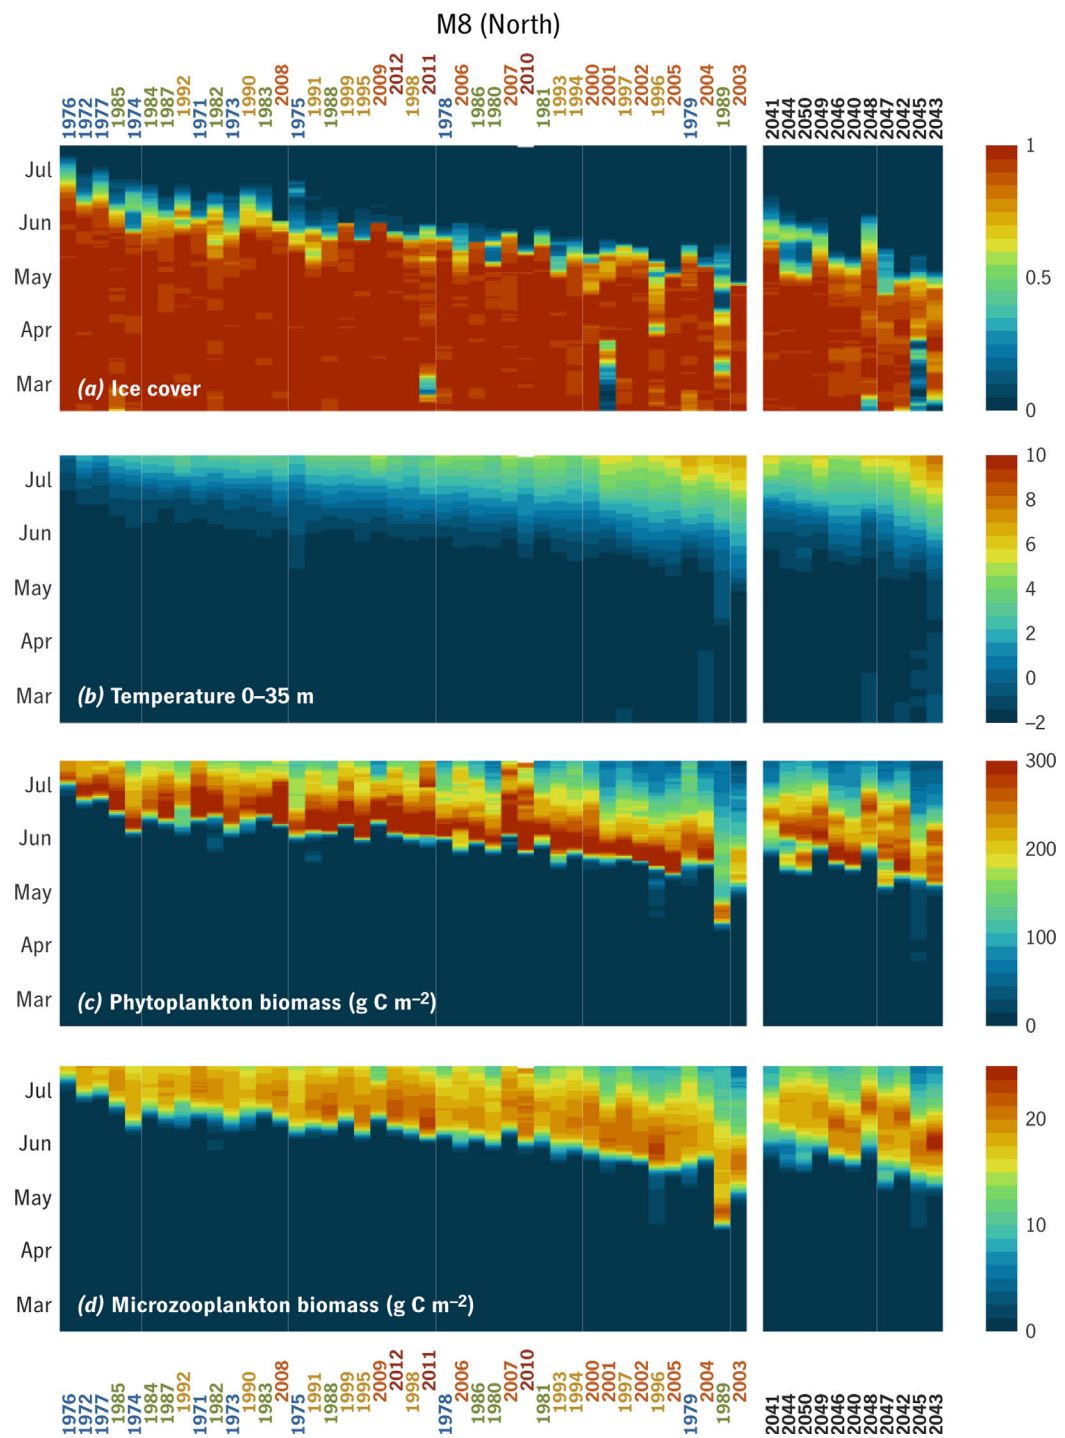 M8 (North)
1976 1972 1977 1985 1974 1984 1987 1992 1971 1982 1973 1990 1983 2008 1975 1991 1988 1999 1995 2009 2012 1998 2011 1978 2006 1986 1980 2007 2010 1981 1993 1994 2000 2001 1997 2002 1996 2005 1979 2004 1989 2003 2041 2044 2050 2049 2046 2040 2048 2047 2042 2045 2043
Jul
Jun
May
Apr
Mar
(a) Ice cover
1
0.5
0
Jul
Jun
May
Apr
Mar
(b) Temperature 0–35 m
10
8
6
4
2
0
–2
Jul
Jun
May
Apr
Mar
(c) Phytoplankton biomass (g C m–2)
300
200
100
0
Jul
Jun
May
Apr
Mar
(d) Microzooplankton biomass (g C m–2)
20
10
0
1976 1972 1977 1985 1974 1984 1987 1992 1971 1982 1973 1990 1983 2008 1975 1991 1988 1999 1995 2009 2012 1998 2011 1978 2006 1986 1980 2007 2010 1981 1993 1994 2000 2001 1997 2002 1996 2005 1979 2004 1989 2003 2041 2044 2050 2049 2046 2040 2048 2047 2042 2045 2043